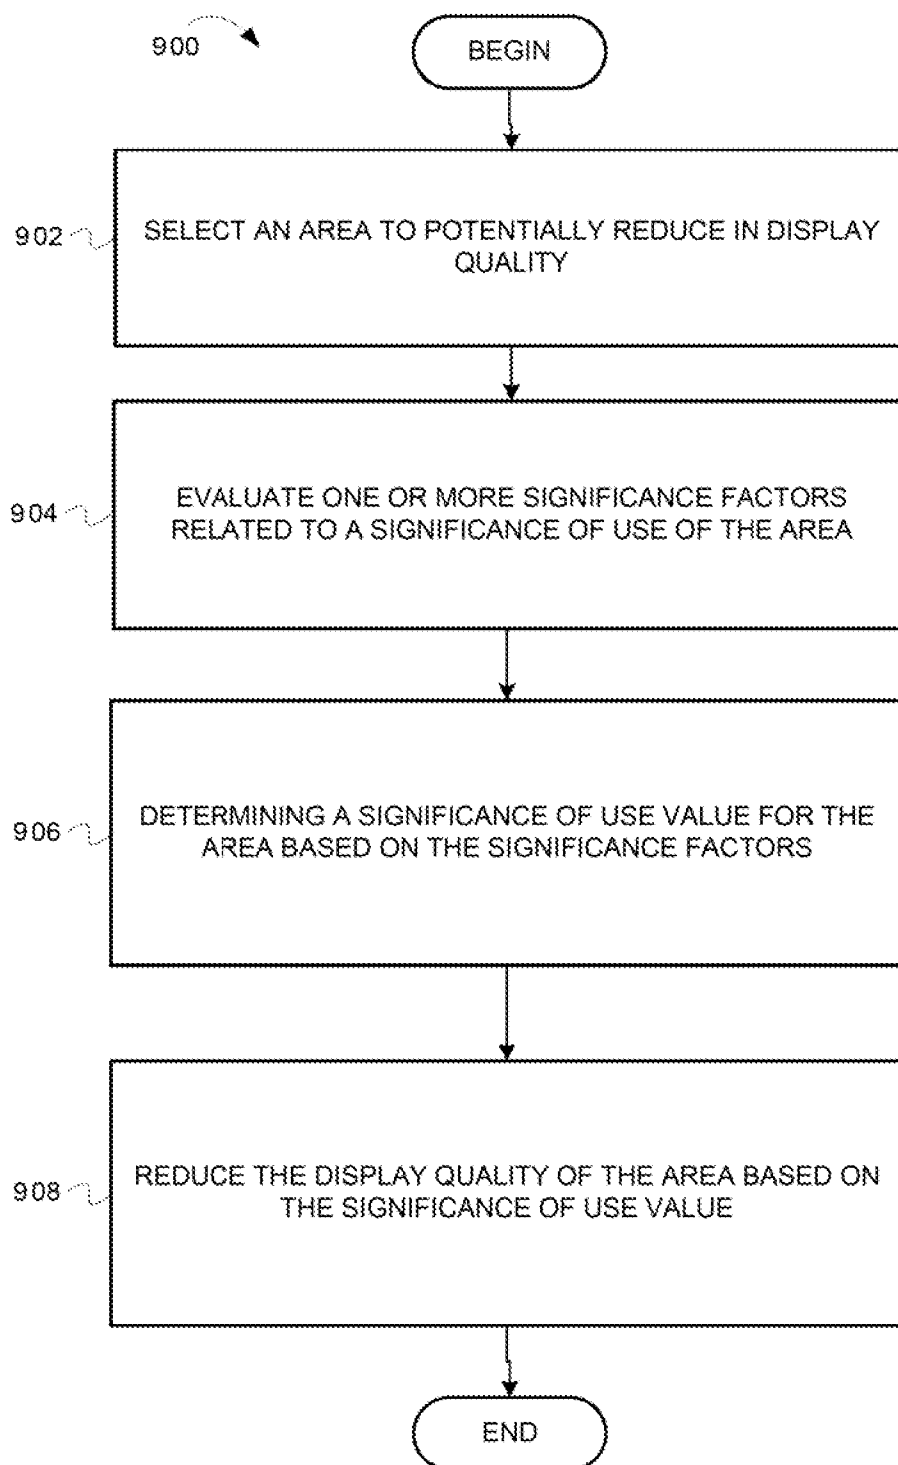 900
BEGIN
902
SELECT AN AREA TO POTENTIALLY REDUCE IN DISPLAY
QUALITY
904
EVALUATE ONE OR MORE SIGNIFICANCE FACTORS
RELATED TO A SIGNIFICANCE OF USE OF THE AREA
906
DETERMINING A SIGNIFICANCE OF USE VALUE FOR THE
AREA BASED ON THE SIGNIFICANCE FACTORS
908
REDUCE THE DISPLAY QUALITY OF THE AREA BASED ON
THE SIGNIFICANCE OF USE VALUE
END